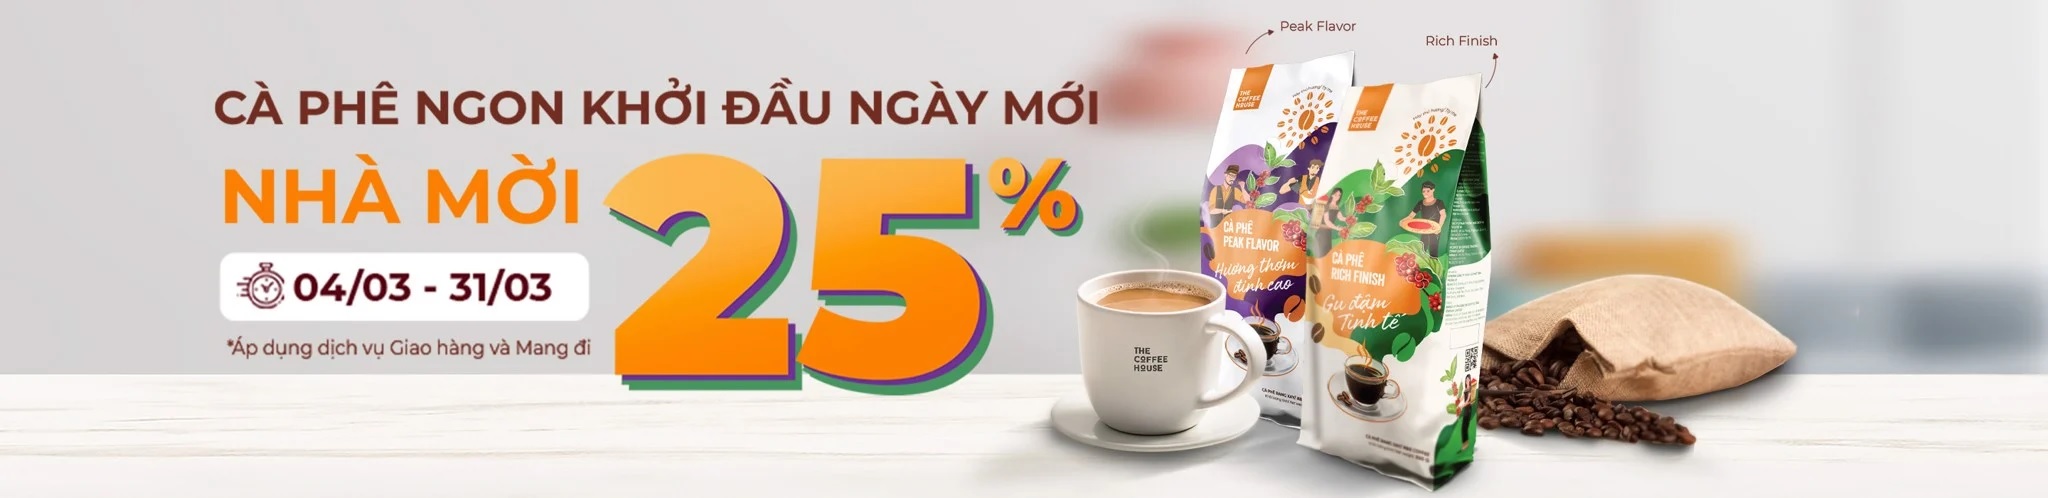 CÀ PHÊ NGON KHỞI ĐẦU NGÀY MỚI
NHÀ MỜI 25%
04/03 - 31/03
*Áp dụng dịch vụ Giao hàng và Mang đi
Peak Flavor
Rich Finish
THE
COFFEE
HOUSE
CÀ PHÊ
PEAK FLAVOR
Hương thơm
đỉnh cao
THE
COFFEE
HOUSE
CÀ PHÊ
RICH FINISH
Gu đậm
Tinh tế
THE
COFFEE
HOUSE